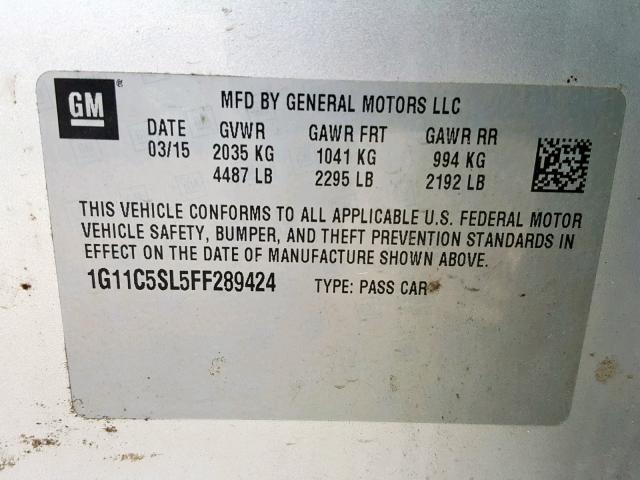 GM®
MFD BY GENERAL MOTORS LLC
DATE GVWR GAWR FRT GAWR RR
03/15 2035 KG 1041 KG 994 KG
4487 LB 2295 LB 2192 LB
THIS VEHICLE CONFORMS TO ALL APPLICABLE U.S. FEDERAL MOTOR
VEHICLE SAFETY, BUMPER, AND THEFT PREVENTION STANDARDS IN
EFFECT ON THE DATE OF MANUFACTURE SHOWN ABOVE.
1G11C5SL5FF289424 TYPE: PASS CAR